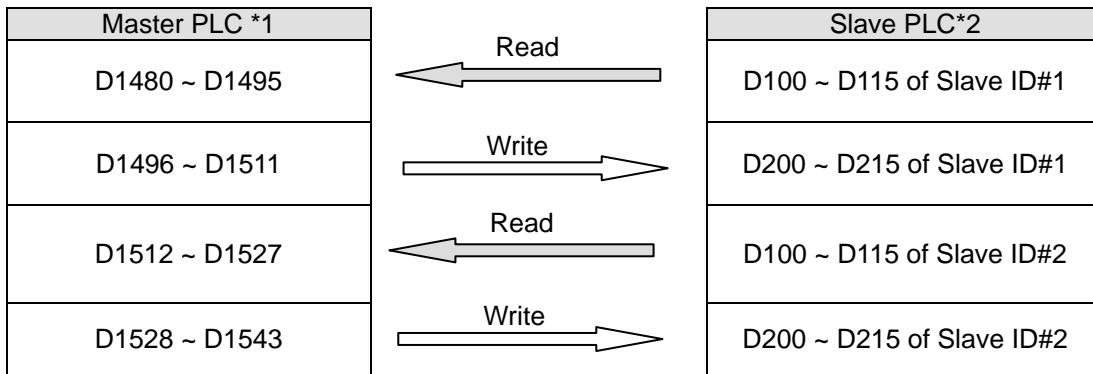 Master PLC *1
Read
Slave PLC*2
D1480 ~ D1495
D100 ~ D115 of Slave ID#1
Write
D1496 ~ D1511
D200 ~ D215 of Slave ID#1
Read
D1512 ~ D1527
D100 ~ D115 of Slave ID#2
Write
D1528 ~ D1543
D200 ~ D215 of Slave ID#2